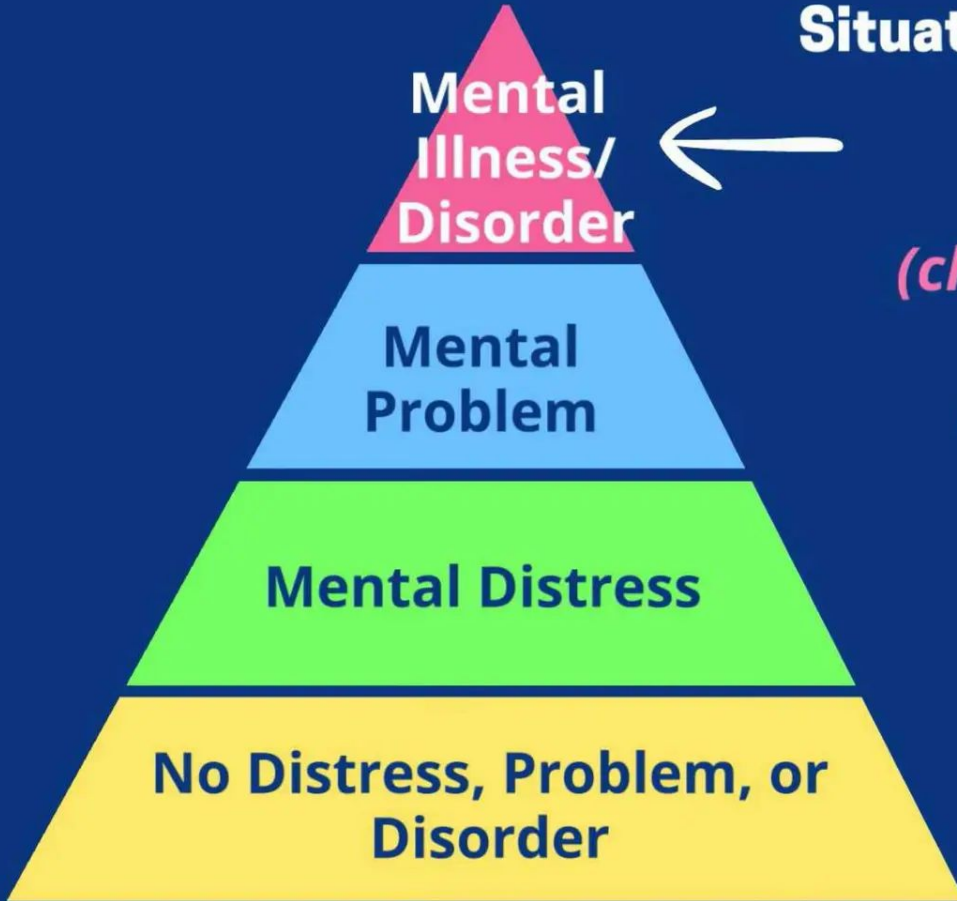 Mental
Illness/
Disorder
Mental
Problem
Mental Distress
No Distress, Problem, or
Disorder